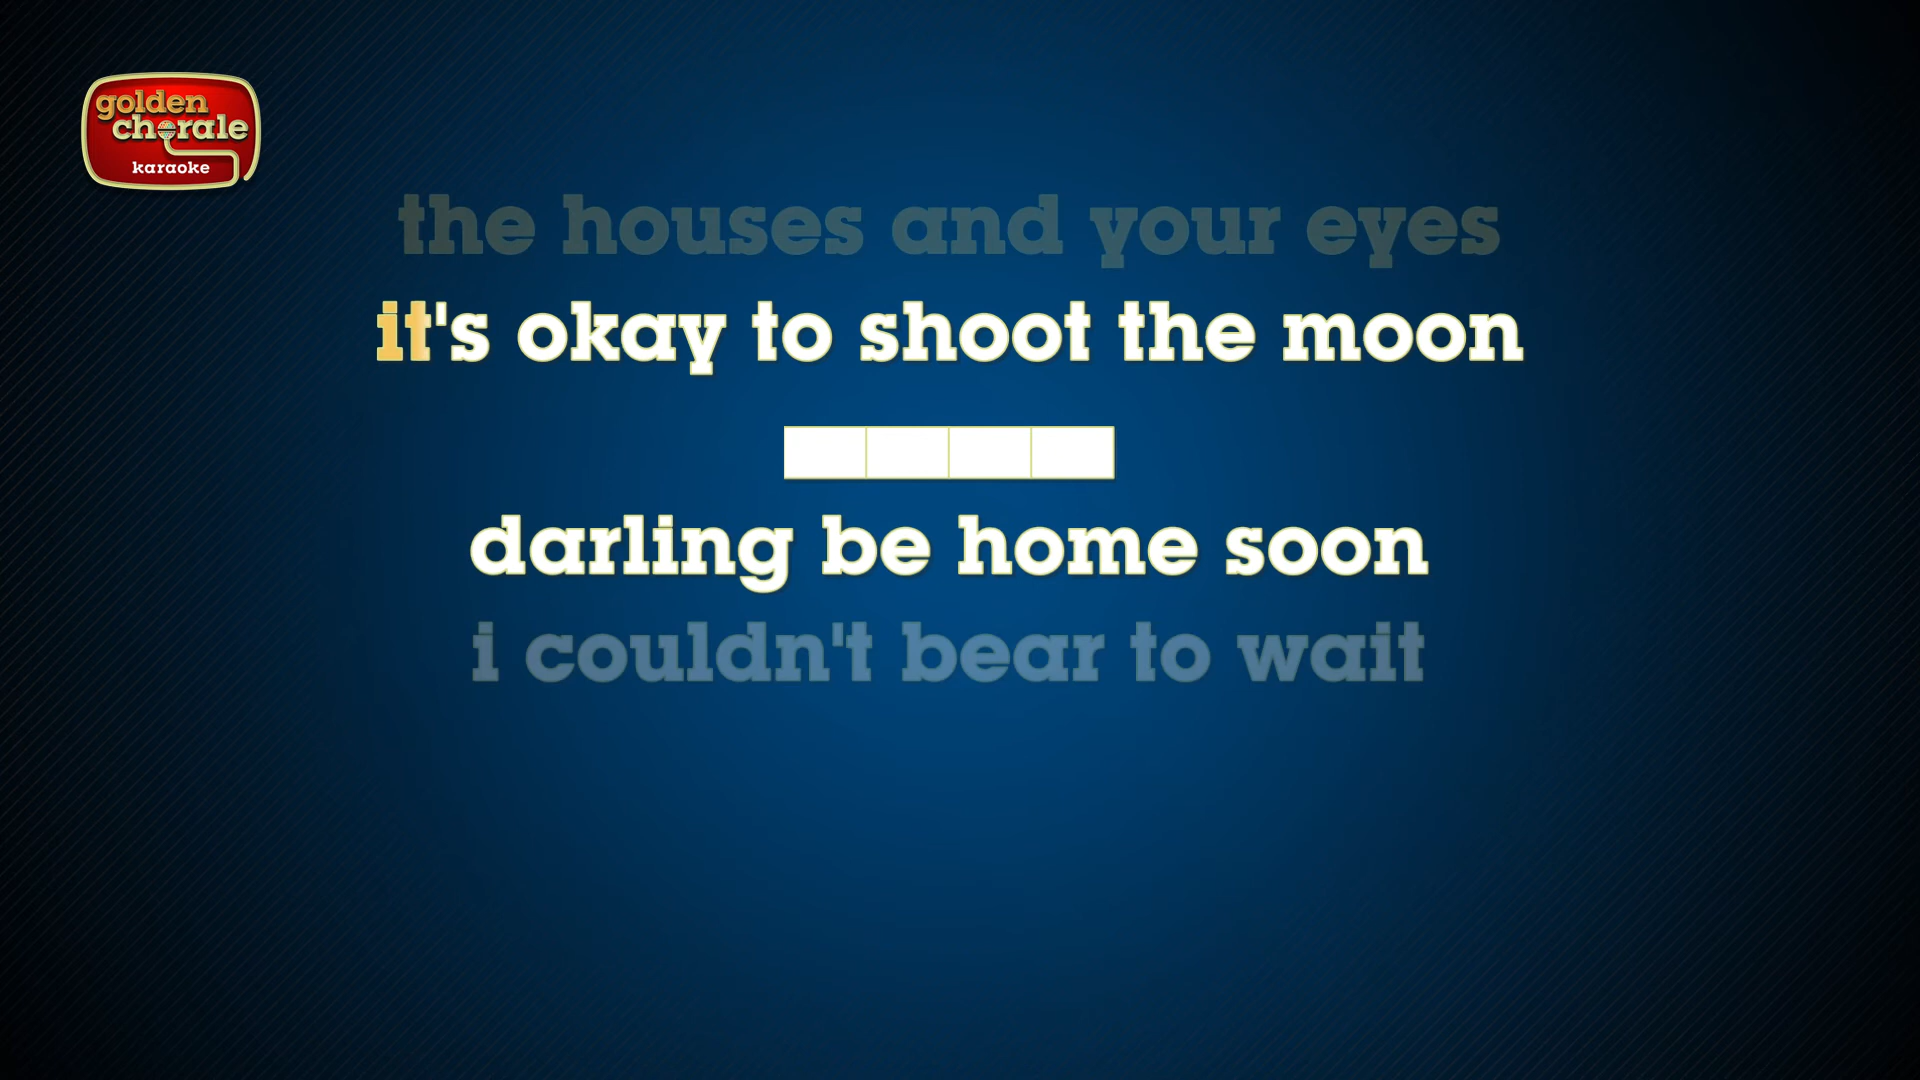 golden
chorale
karaoke
the houses and your eyes
it's okay to shoot the moon
darling be home soon
i couldn't bear to wait